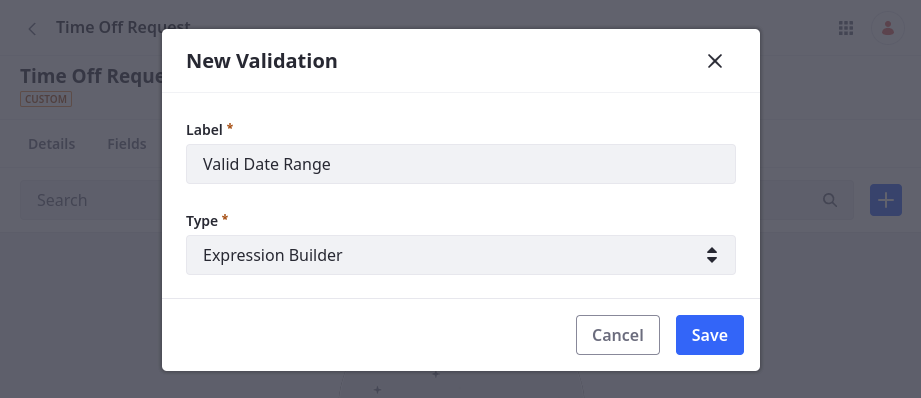 Time Off Request
Time Off Reque
CUSTOM
Details
Fields
Search
New Validation
Label *
Valid Date Range
Type *
Expression Builder
Cancel
Save